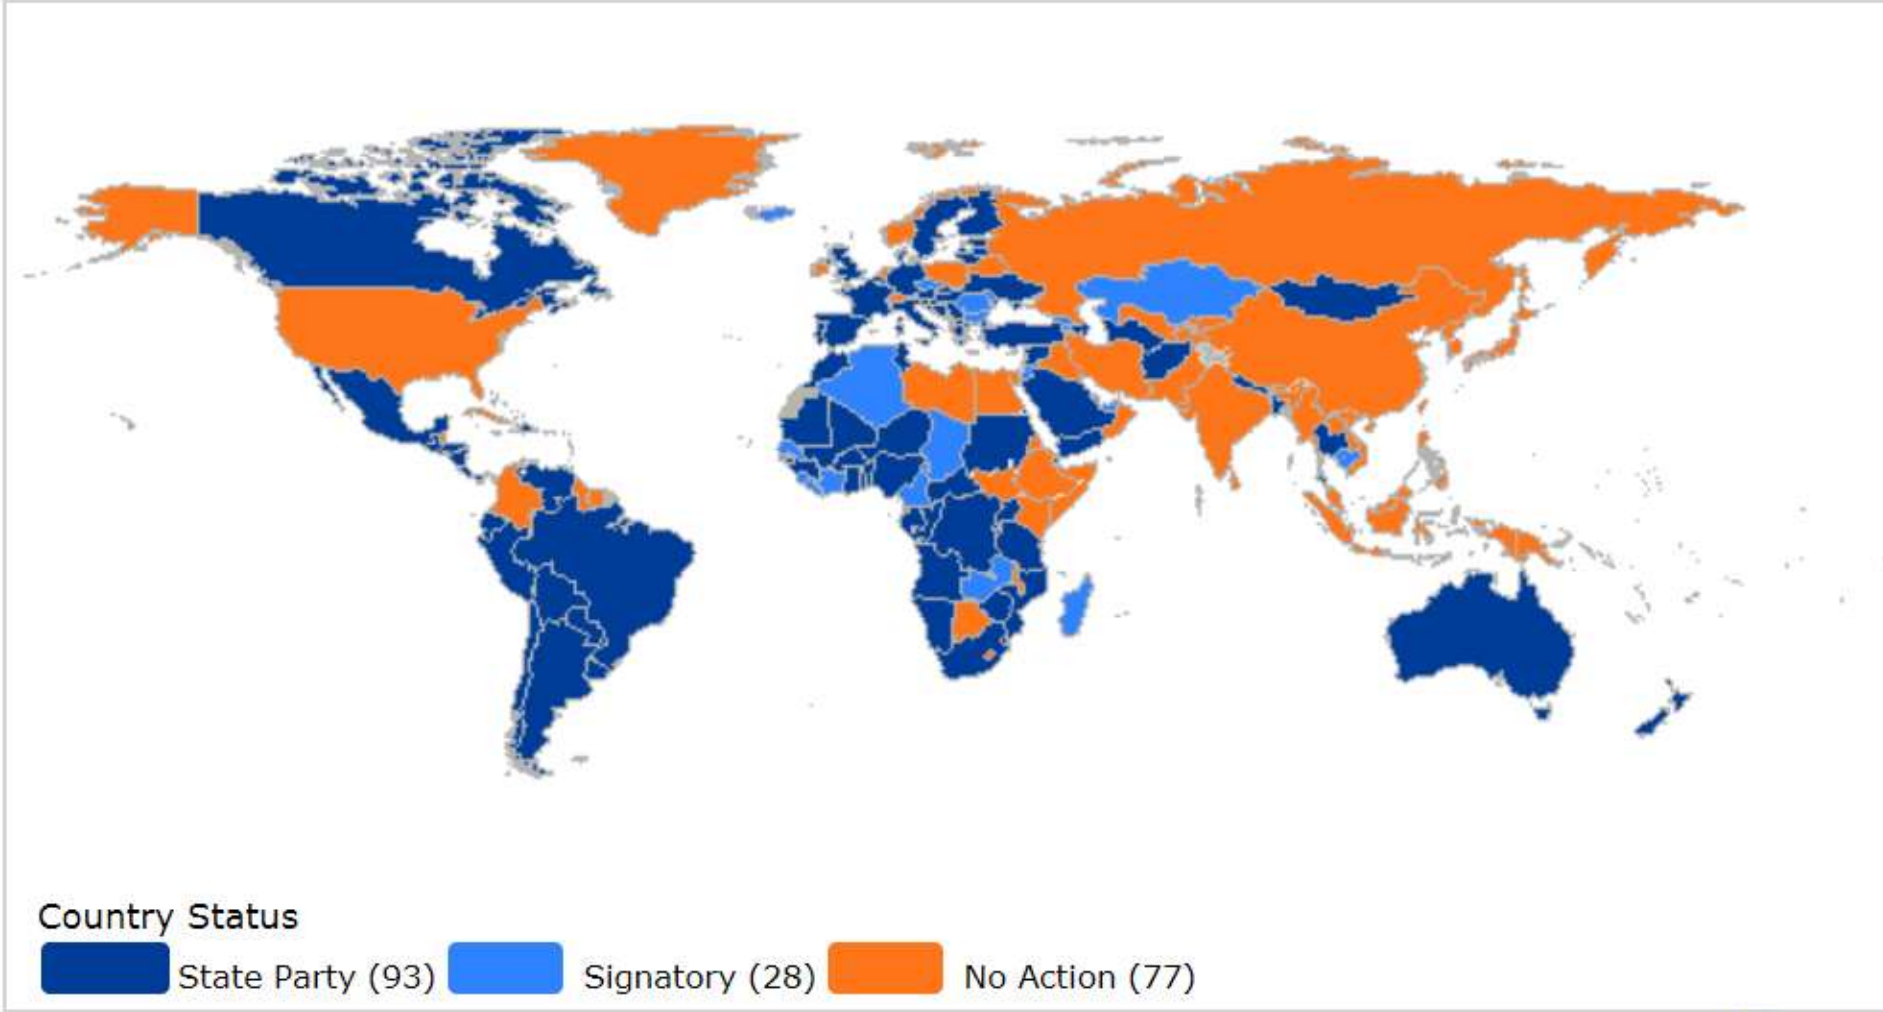 Country Status
State Party (93) Signatory (28) No Action (77)